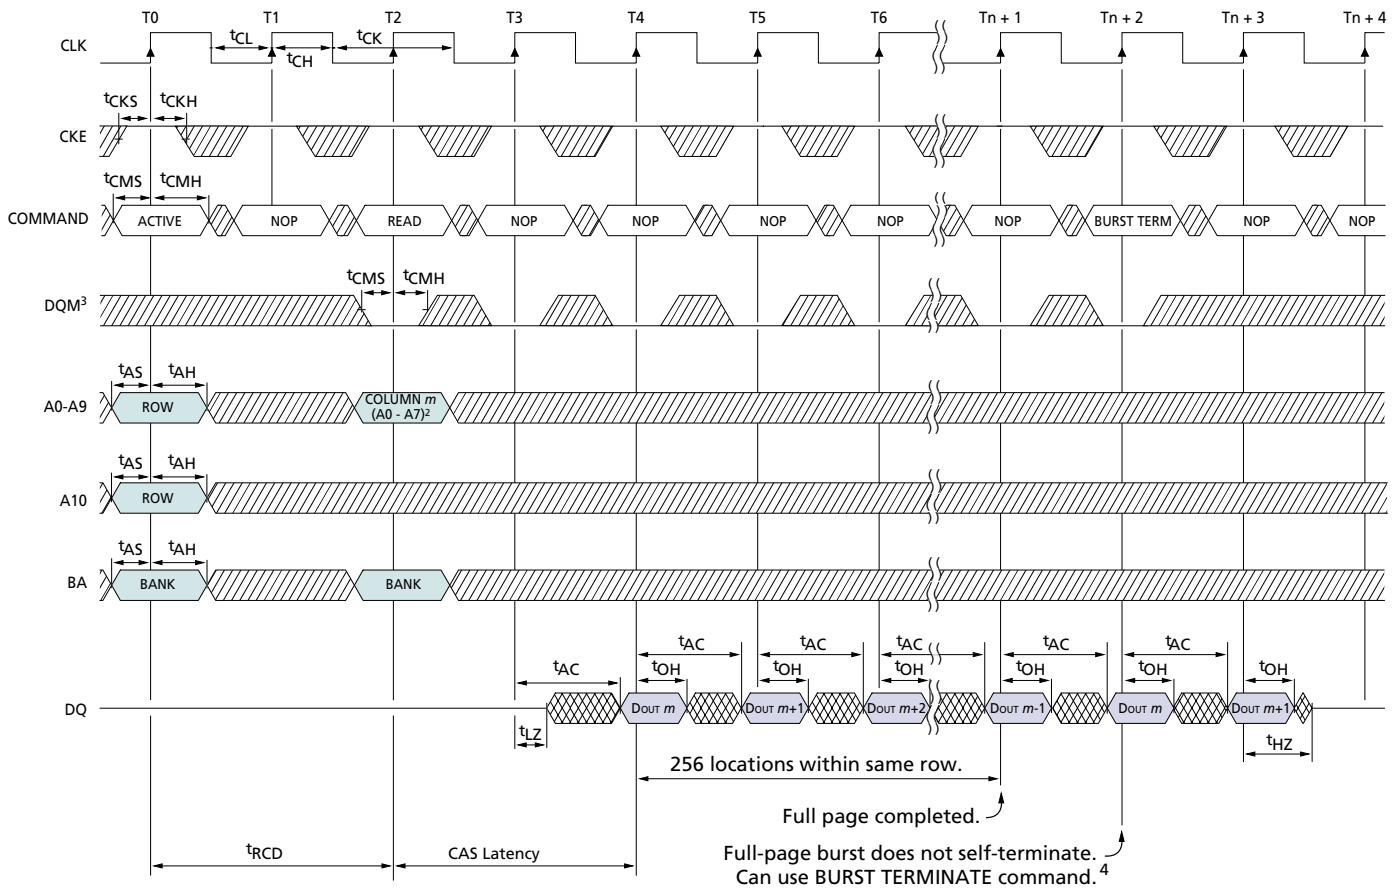 T0 T1 T2 T3 T4 T5 T6 Tn + 1 Tn + 2 Tn + 3 Tn + 4
CLK
tCL
tCK
tCH
tCKS tCKH
CKE
tCMS tCMH
COMMAND ACTIVE NOP READ NOP NOP NOP NOP NOP BURST TERM NOP NOP
tCMS tCMH
DQM3
tAS tAH
A0-A9 ROW
COLUMN m
(A0 - A7)2
tAS tAH
A10 ROW
tAS tAH
BA BANK BANK
tAC tAC tAC tAC tAC
tAC
tOH tOH tOH tOH tOH tOH
DQ DOUT m DOUT m+1 DOUT m+2 DOUT m-1 DOUT m DOUT m+1
tLZ
tHZ
256 locations within same row.
Full page completed.
tRCD CAS Latency
Full-page burst does not self-terminate.
Can use BURST TERMINATE command.4